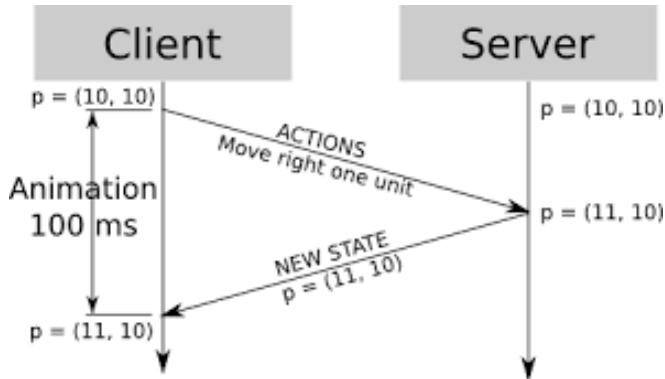 Client
Server
p = (10, 10)
p = (10, 10)
ACTIONS
Move right one unit
Animation
100 ms
p = (11, 10)
NEW STATE
p = (11, 10)
p = (11, 10)